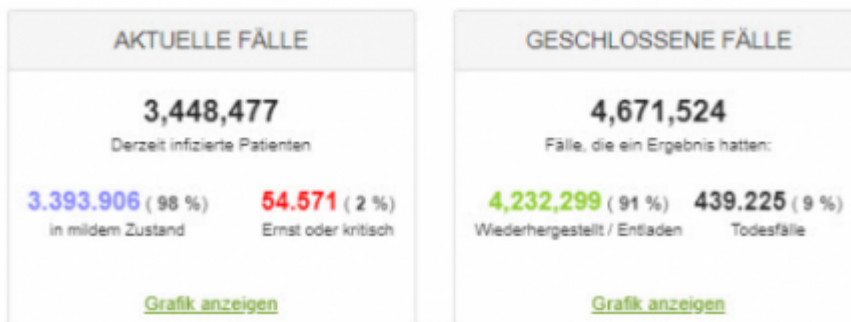 AKTUELLE FÄLLE
3,448,477
Derzeit infizierte Patienten
3.393.906 ( 98 %)
in mildem Zustand
54.571 ( 2 %)
Ernst oder kritisch
Grafik anzeigen
GESCHLOSSENE FÄLLE
4,671,524
Fälle, die ein Ergebnis hatten:
4,232,299 ( 91 %)
Wiederhergestellt / Entladen
439.225 ( 9 %)
Todesfälle
Grafik anzeigen